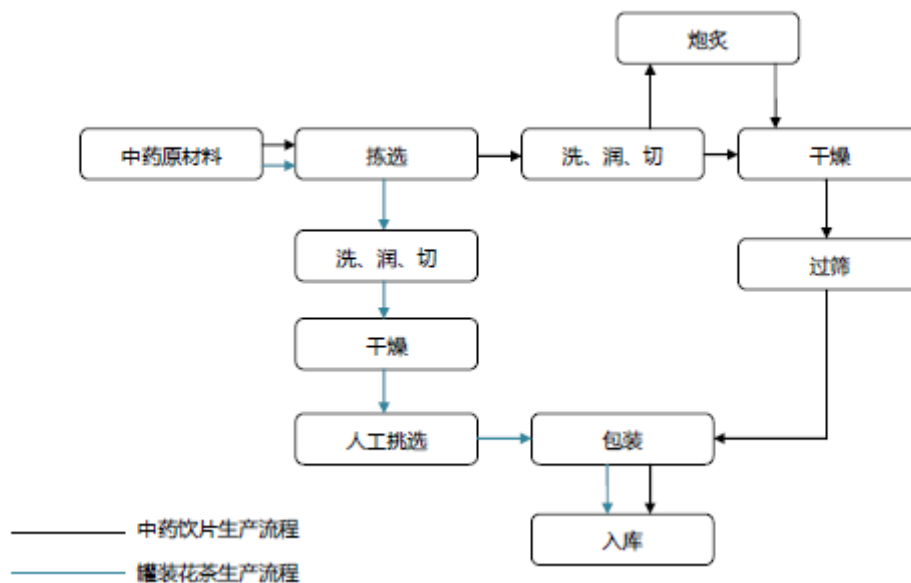 炮炙
中药原材料
拣选
洗、润、切
干燥
洗、润、切
过筛
干燥
人工挑选
包装
中药饮片生产流程
入库
罐装花茶生产流程